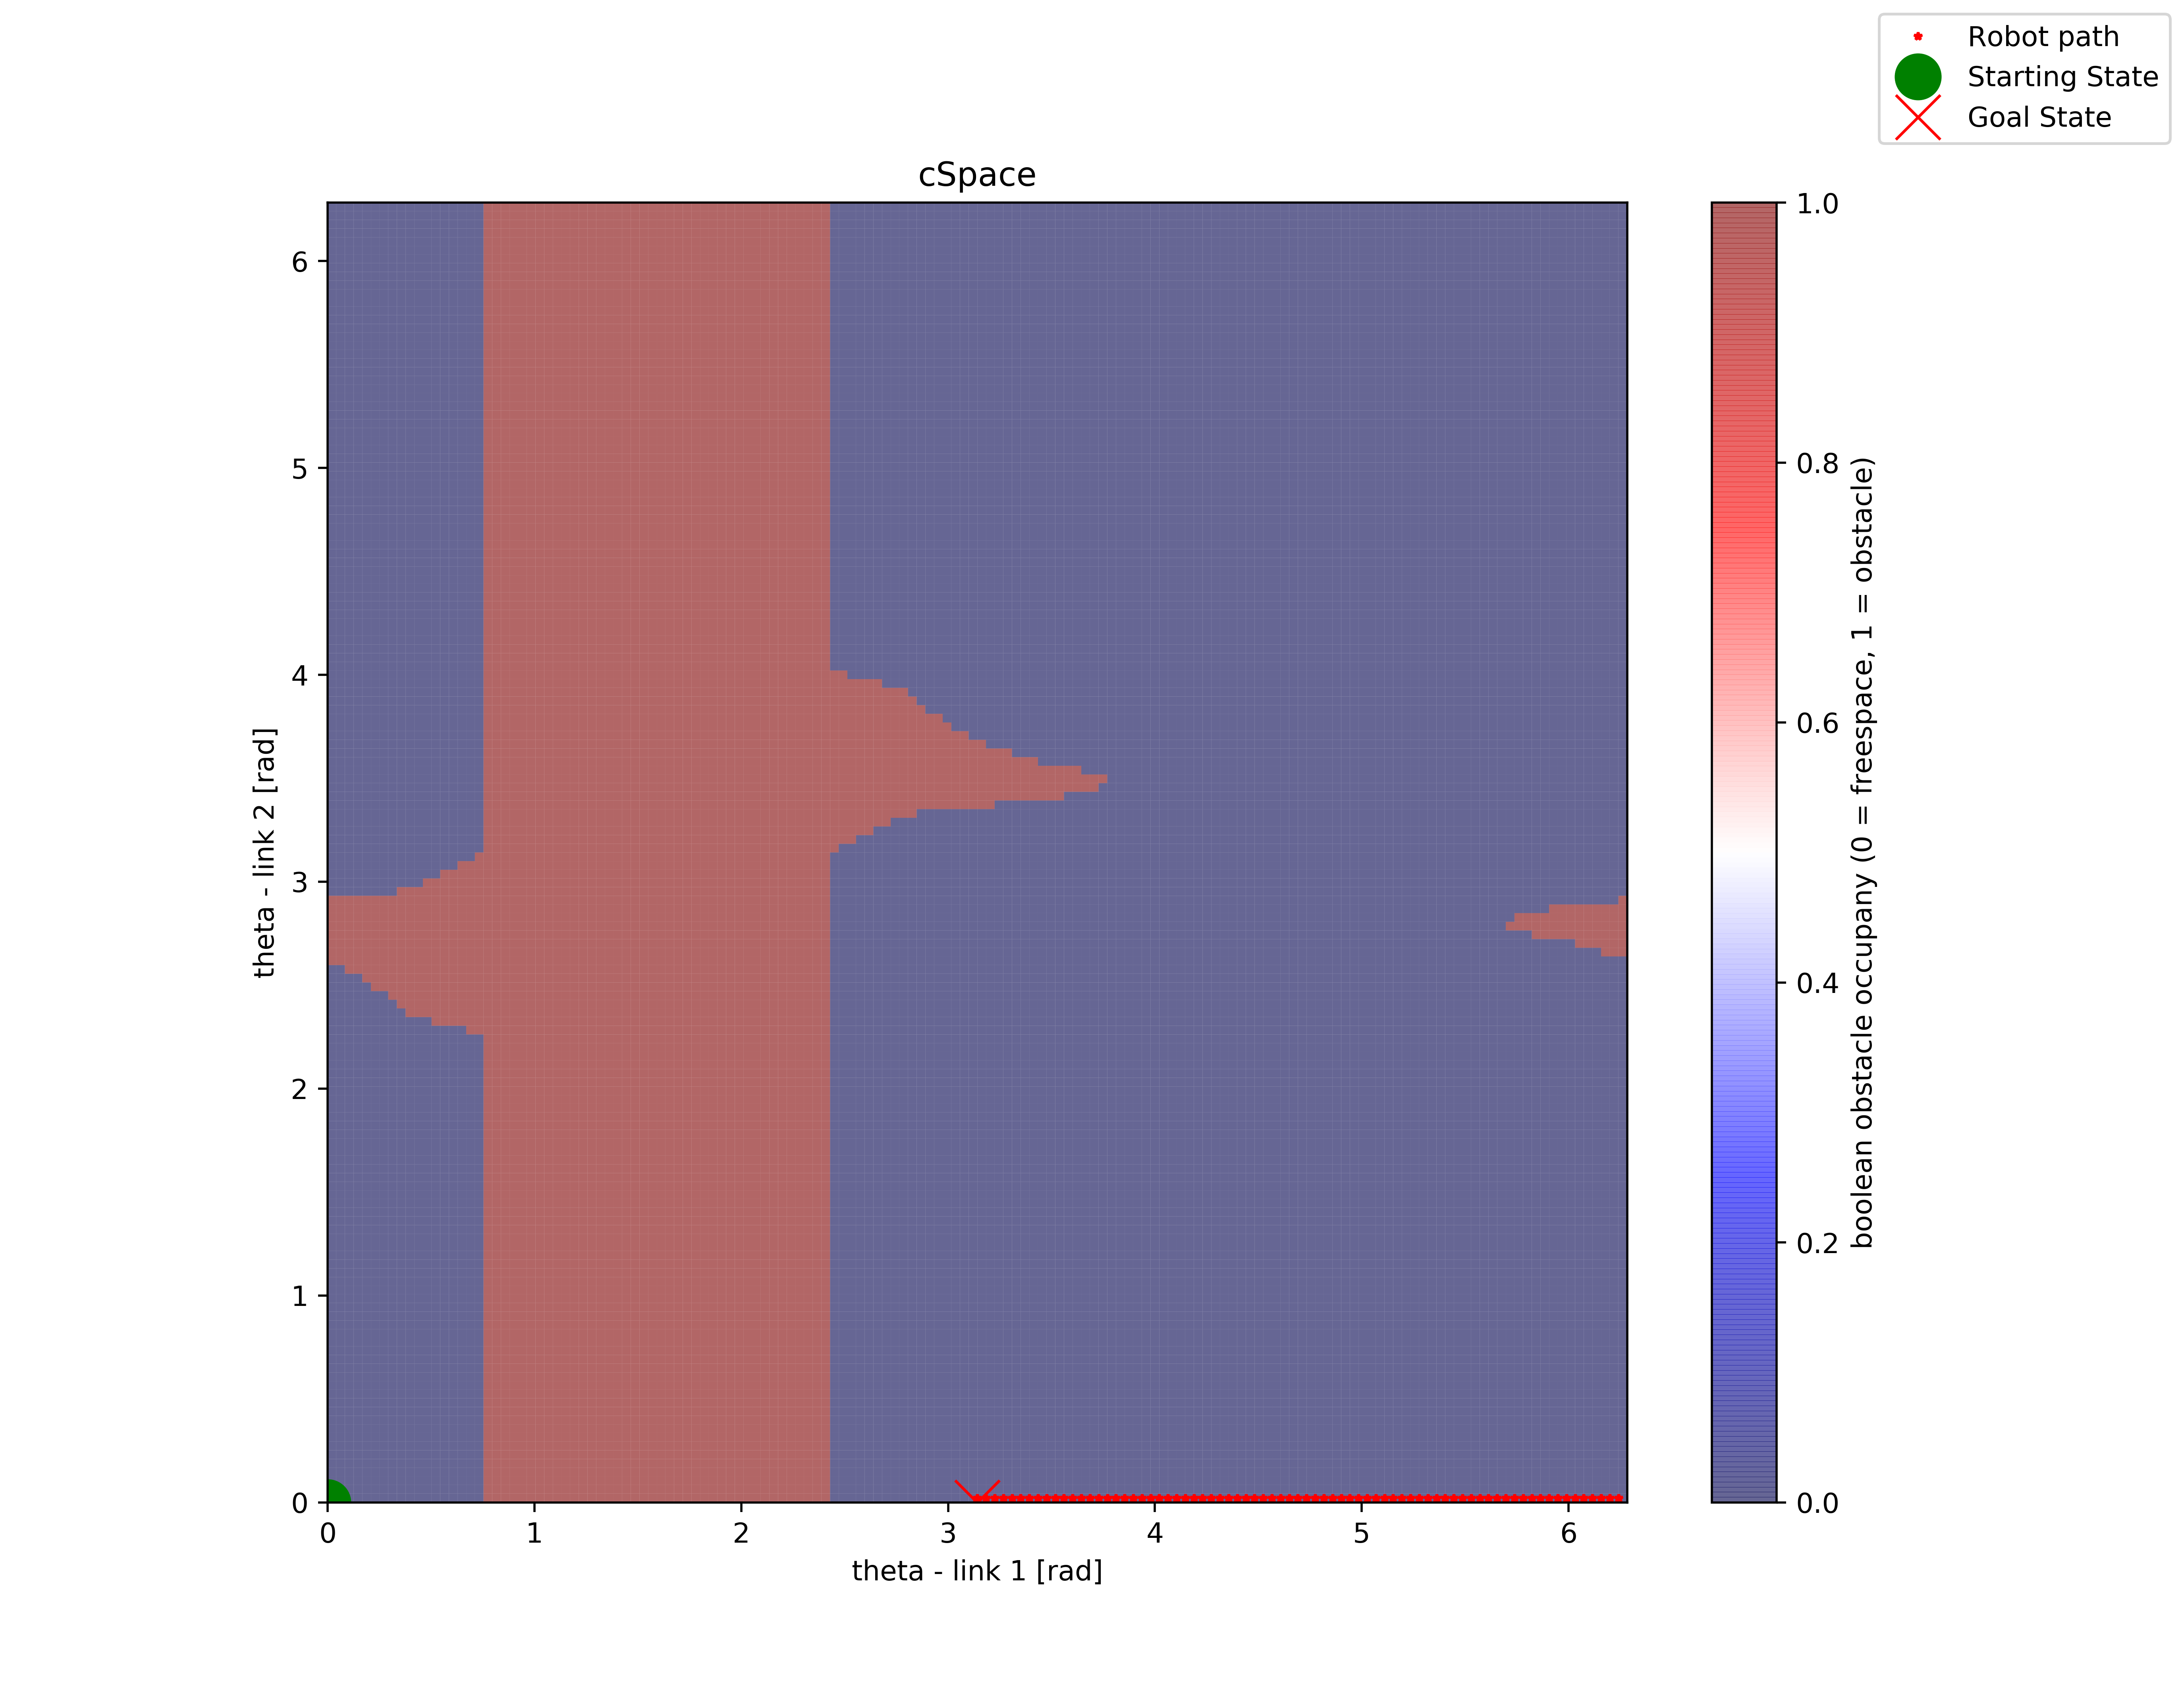 Robot path
Starting State
Goal State
cSpace
theta - link 2 [rad]
6
5
4
3
2
1
0
0 1 2 3 4 5 6
theta - link 1 [rad]
1.0
0.8
0.6
0.4
0.2
0.0
boolean obstacle occupany (0 = freespace, 1 = obstacle)